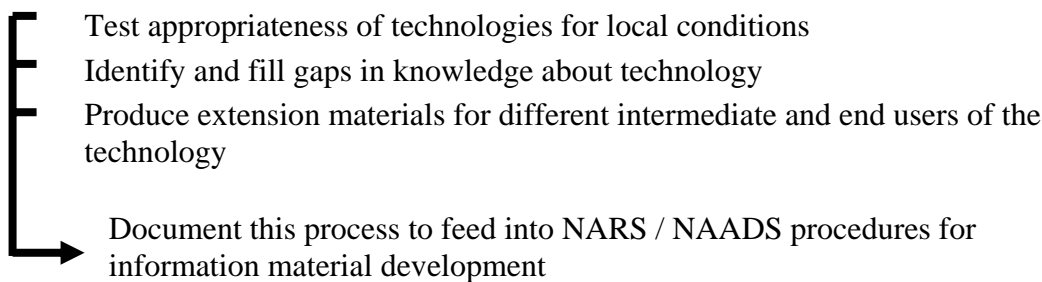 Test appropriateness of technologies for local conditions
Identify and fill gaps in knowledge about technology
Produce extension materials for different intermediate and end users of the
technology
Document this process to feed into NARS / NAADS procedures for
information material development